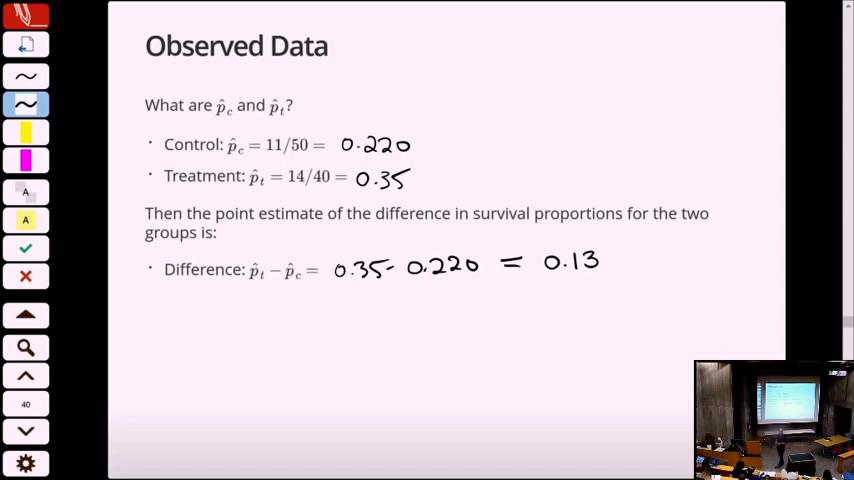 Observed Data
What are p̂c and p̂t?
· Control: p̂c = 11/50 = 0.220
· Treatment: p̂t = 14/40 = 0.35
Then the point estimate of the difference in survival proportions for the two
groups is:
· Difference: p̂t − p̂c = 0.35 - 0.220 = 0.13
A
A
40